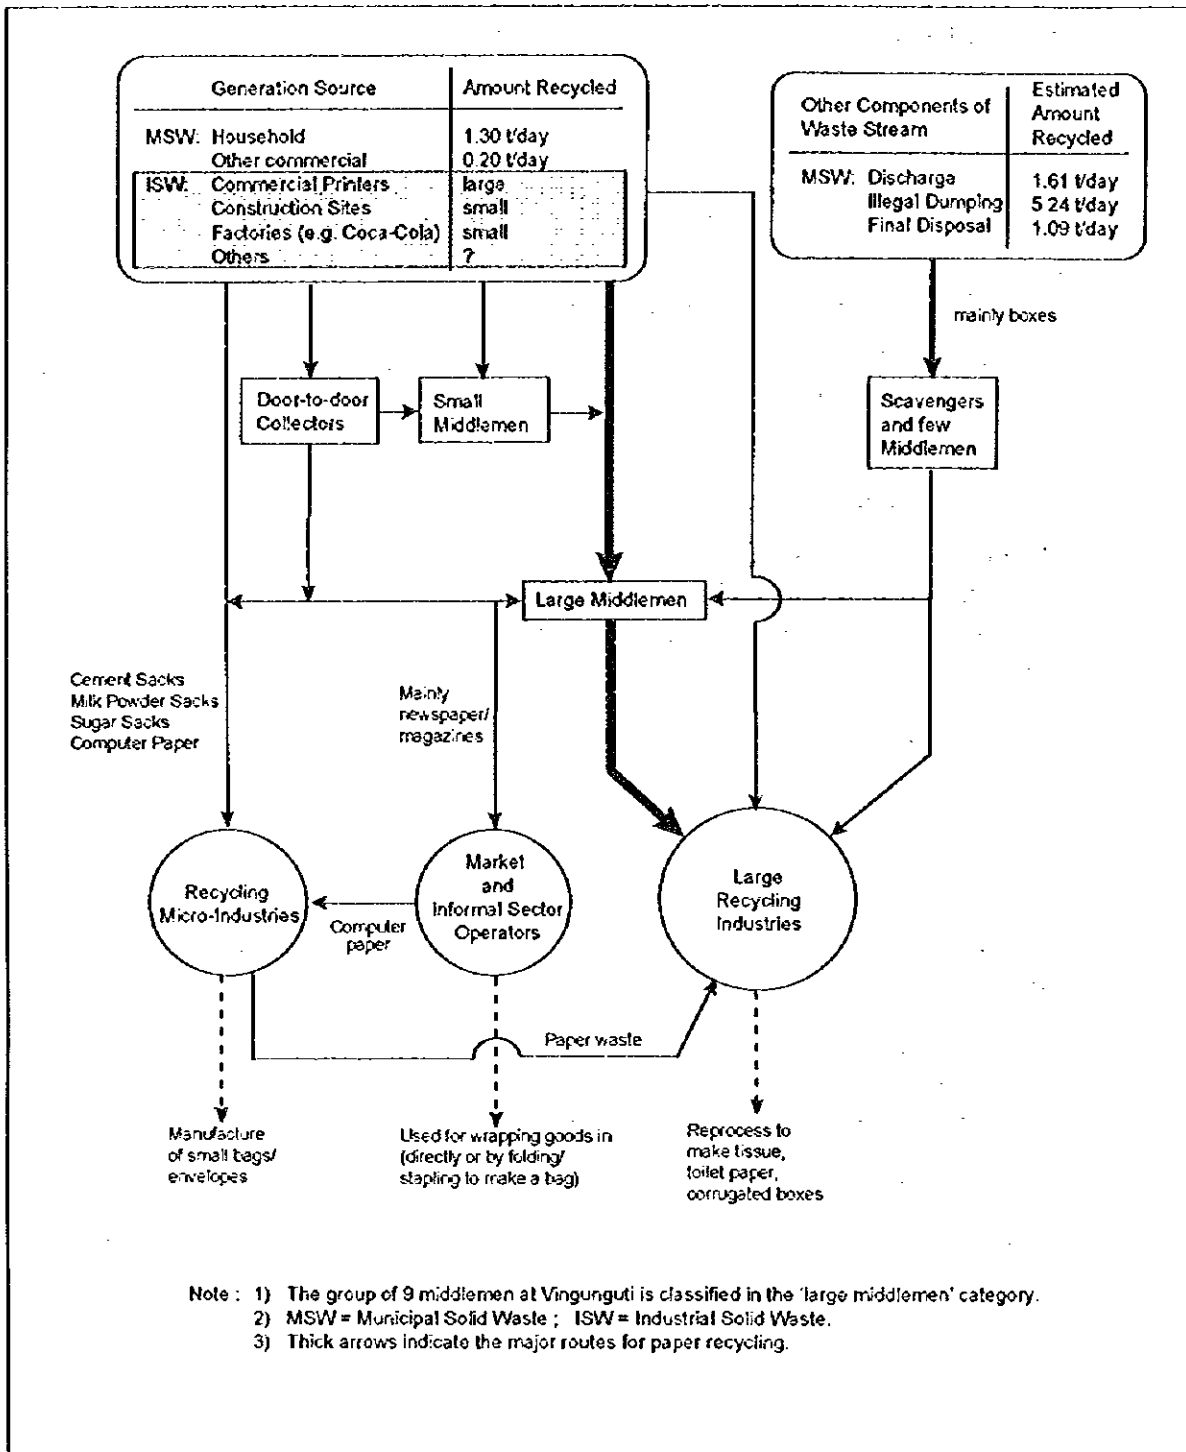 Generation Source Amount Recycled
MSW: Household 1.30 t/day
Other commercial 0.20 t/day
ISW: Commercial Printers large
Construction Sites small
Factories (e.g. Coca-Cola) small
Others ?
Other Components of
Waste Stream
Estimated
Amount
Recycled
MSW: Discharge 1.61 t/day
Illegal Dumping 5.24 t/day
Final Disposal 1.09 t/day
mainly boxes
Door-to-door
Collectors
Small
Middlemen
Scavengers
and few
Middlemen
Large Middlemen
Cement Sacks
Milk Powder Sacks
Sugar Sacks
Computer Paper
Mainly
newspaper/
magazines
Recycling
Micro-Industries
Computer
paper
Market
and
Informal Sector
Operators
Large
Recycling
Industries
Paper waste
Manufacture
of small bags/
envelopes
Used for wrapping goods in
(directly or by folding/
stapling to make a bag)
Reprocess to
make tissue,
toilet paper,
corrugated boxes
Note : 1) The group of 9 middlemen at Vingunguti is classified in the 'large middlemen' category.
2) MSW = Municipal Solid Waste ; ISW = Industrial Solid Waste.
3) Thick arrows indicate the major routes for paper recycling.